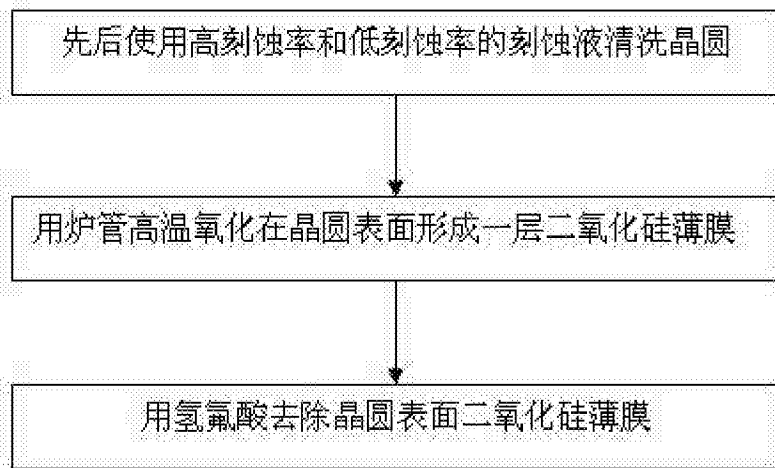 先后使用高刻蚀率和低刻蚀率的刻蚀液清洗晶圆
用炉管高温氧化在晶圆表面形成一层二氧化硅薄膜
用氢氟酸去除晶圆表面二氧化硅薄膜